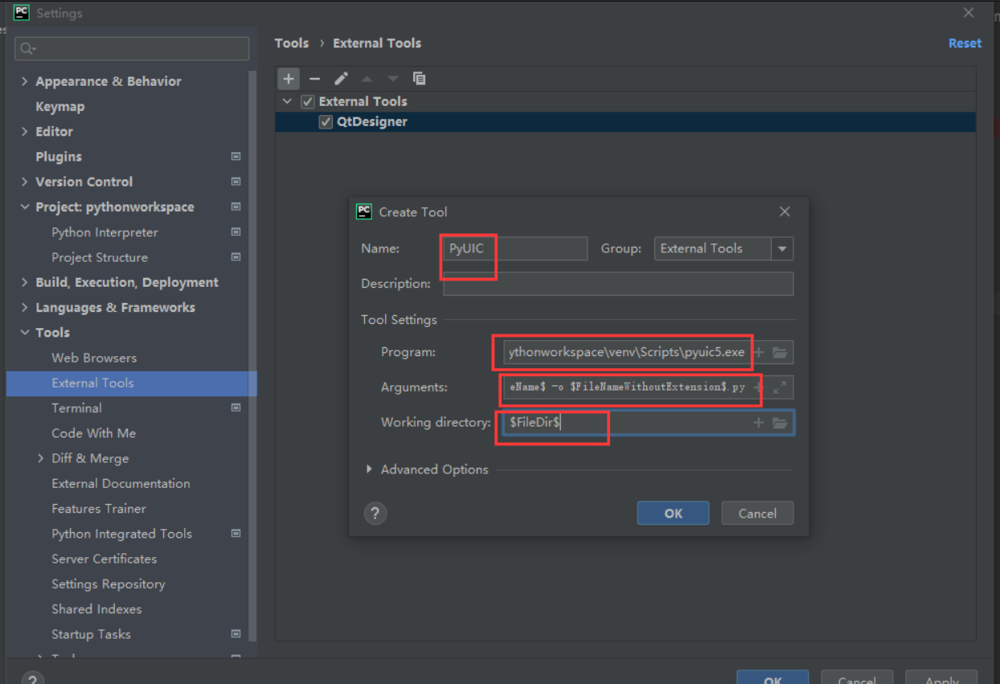 PC Settings
Tools › External Tools
Reset
Appearance & Behavior
Keymap
Editor
Plugins
Version Control
Project: pythonworkspace
Python Interpreter
Project Structure
Build, Execution, Deployment
Languages & Frameworks
Tools
Web Browsers
External Tools
Terminal
Code With Me
Diff & Merge
External Documentation
Features Trainer
Python Integrated Tools
Server Certificates
Settings Repository
Shared Indexes
Startup Tasks
External Tools
QtDesigner
PC Create Tool
Name: PyUIC Group: External Tools
Description:
Tool Settings
Program: ythonworkspace\venv\Scripts\pyuic5.exe
Arguments: eName$ -o $FileNameWithoutExtension$.py
Working directory: $FileDir$
Advanced Options
? OK Cancel
? OK Cancel Apply